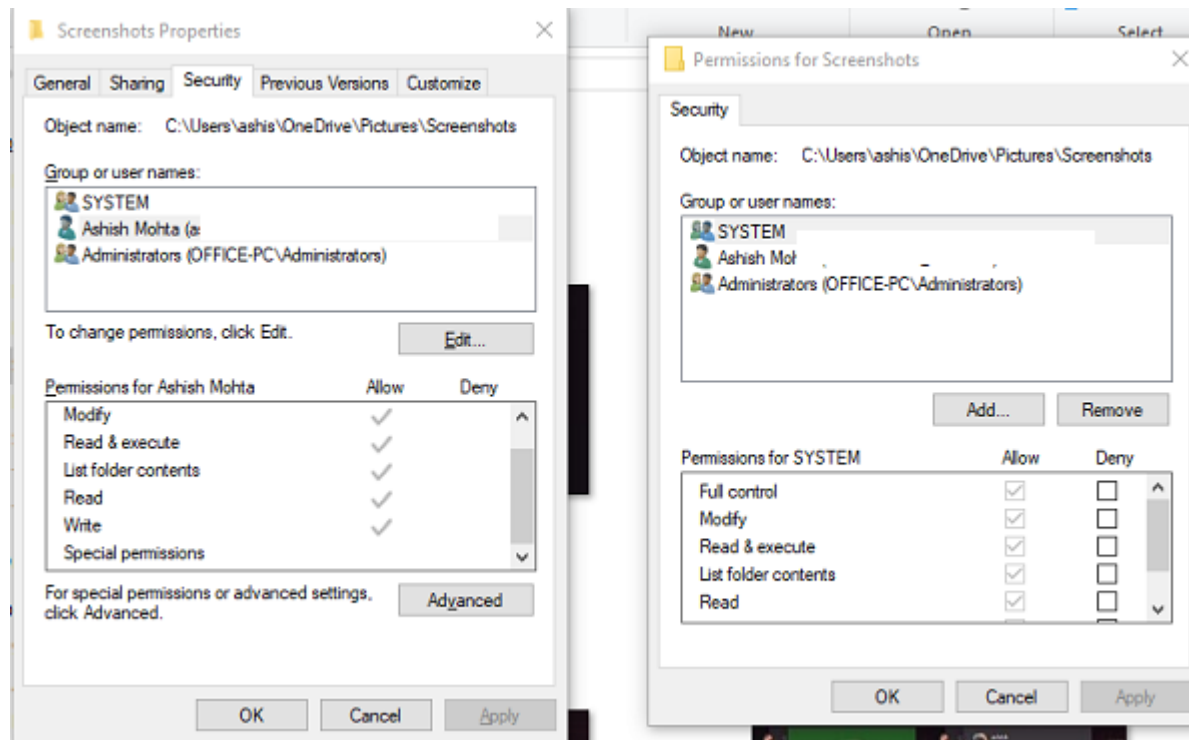 Screenshots Properties
General Sharing Security Previous Versions Customize
Object name: C:\Users\ashis\OneDrive\Pictures\Screenshots
Group or user names:
SYSTEM
Ashish Mohta
Administrators (OFFICE-PC\Administrators)
To change permissions, click Edit.
Edit...
Permissions for Ashish Mohta Allow Deny
Modify
Read & execute
List folder contents
Read
Write
Special permissions
For special permissions or advanced settings,
click Advanced.
Advanced
OK Cancel Apply
New Open Select
Permissions for Screenshots
Security
Object name: C:\Users\ashis\OneDrive\Pictures\Screenshots
Group or user names:
SYSTEM
Ashish
Administrators (OFFICE-PC\Administrators)
Add... Remove
Permissions for SYSTEM Allow Deny
Full control
Modify
Read & execute
List folder contents
Read
OK Cancel Apply